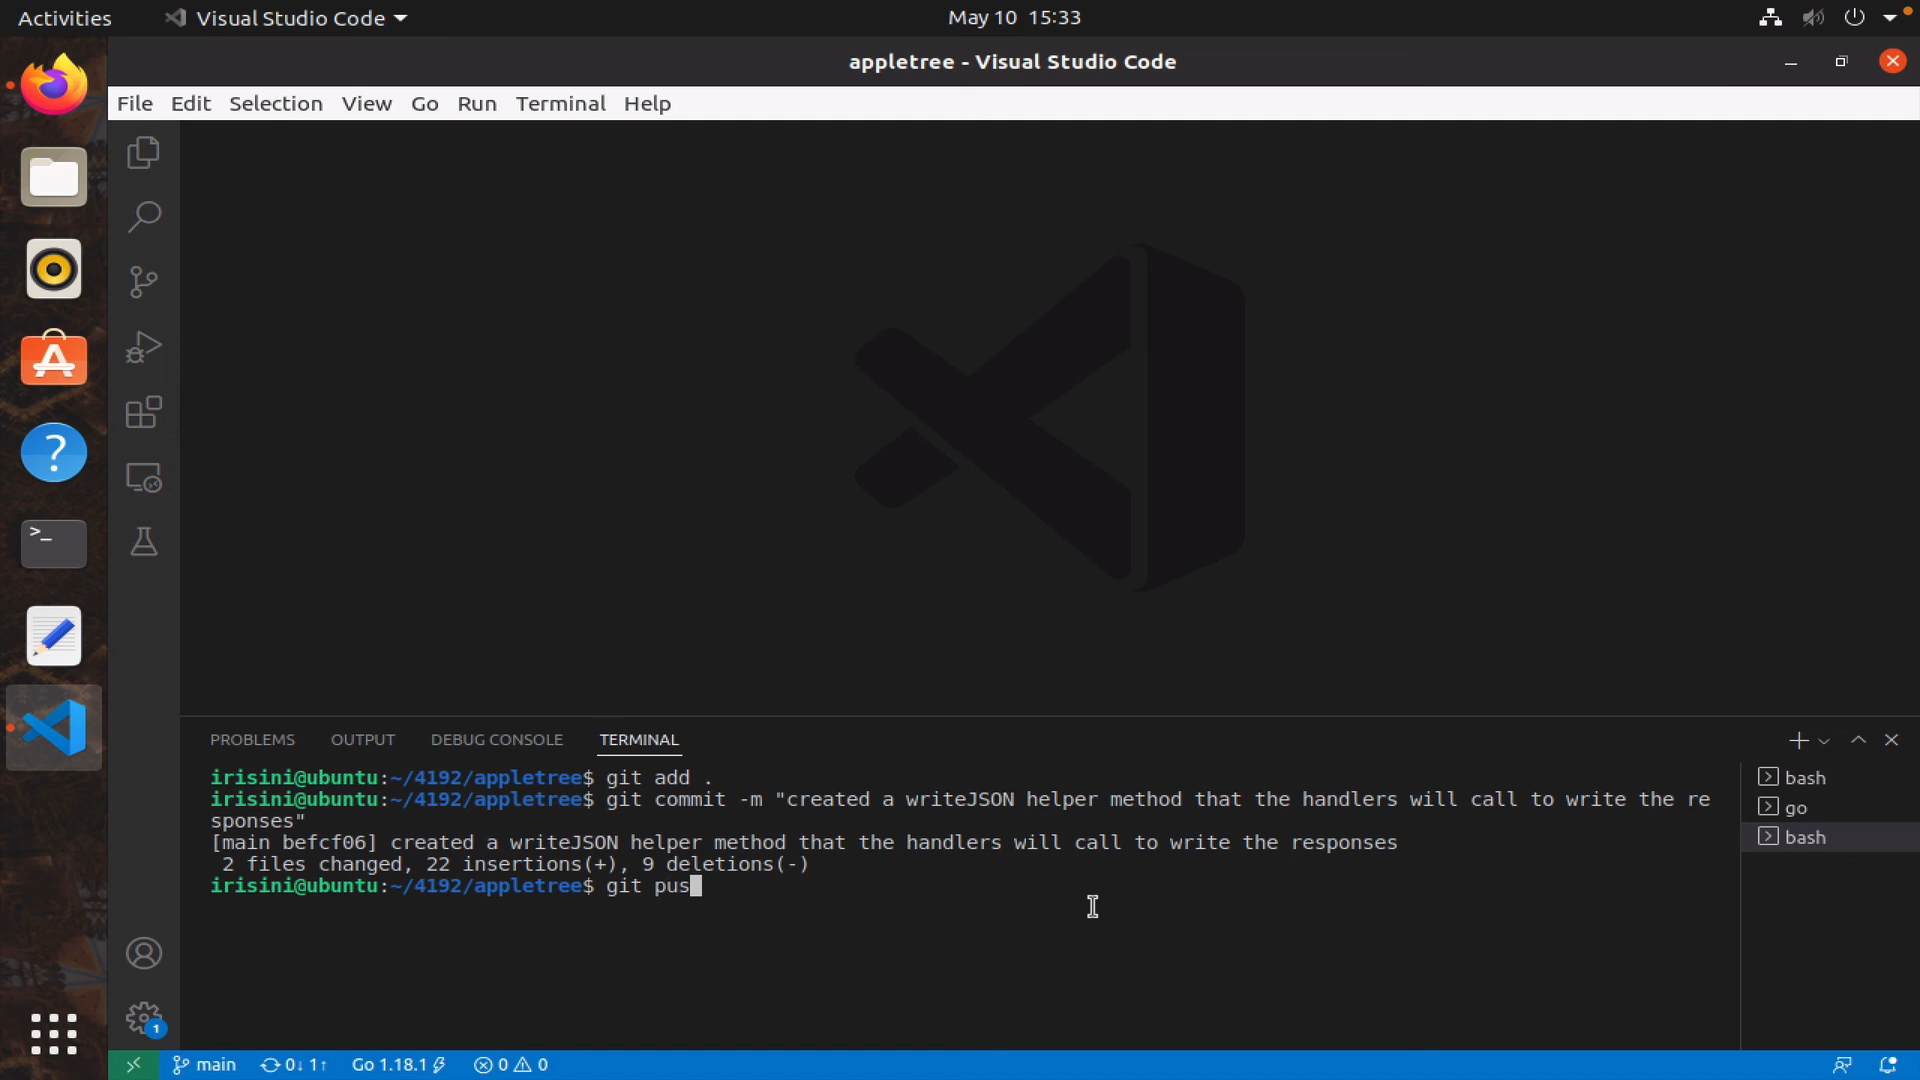 Activities
Visual Studio Code
May 10 15:33
appletree - Visual Studio Code
File Edit Selection View Go Run Terminal Help
PROBLEMS OUTPUT DEBUG CONSOLE TERMINAL
irisini@ubuntu:~/4192/appletree$ git add .
irisini@ubuntu:~/4192/appletree$ git commit -m "created a writeJSON helper method that the handlers will call to write the re
sponses"
[main befcf06] created a writeJSON helper method that the handlers will call to write the responses
2 files changed, 22 insertions(+), 9 deletions(-)
irisini@ubuntu:~/4192/appletree$ git pus
bash
go
bash
1
main 0↓ 1↑ Go 1.18.1 0 0